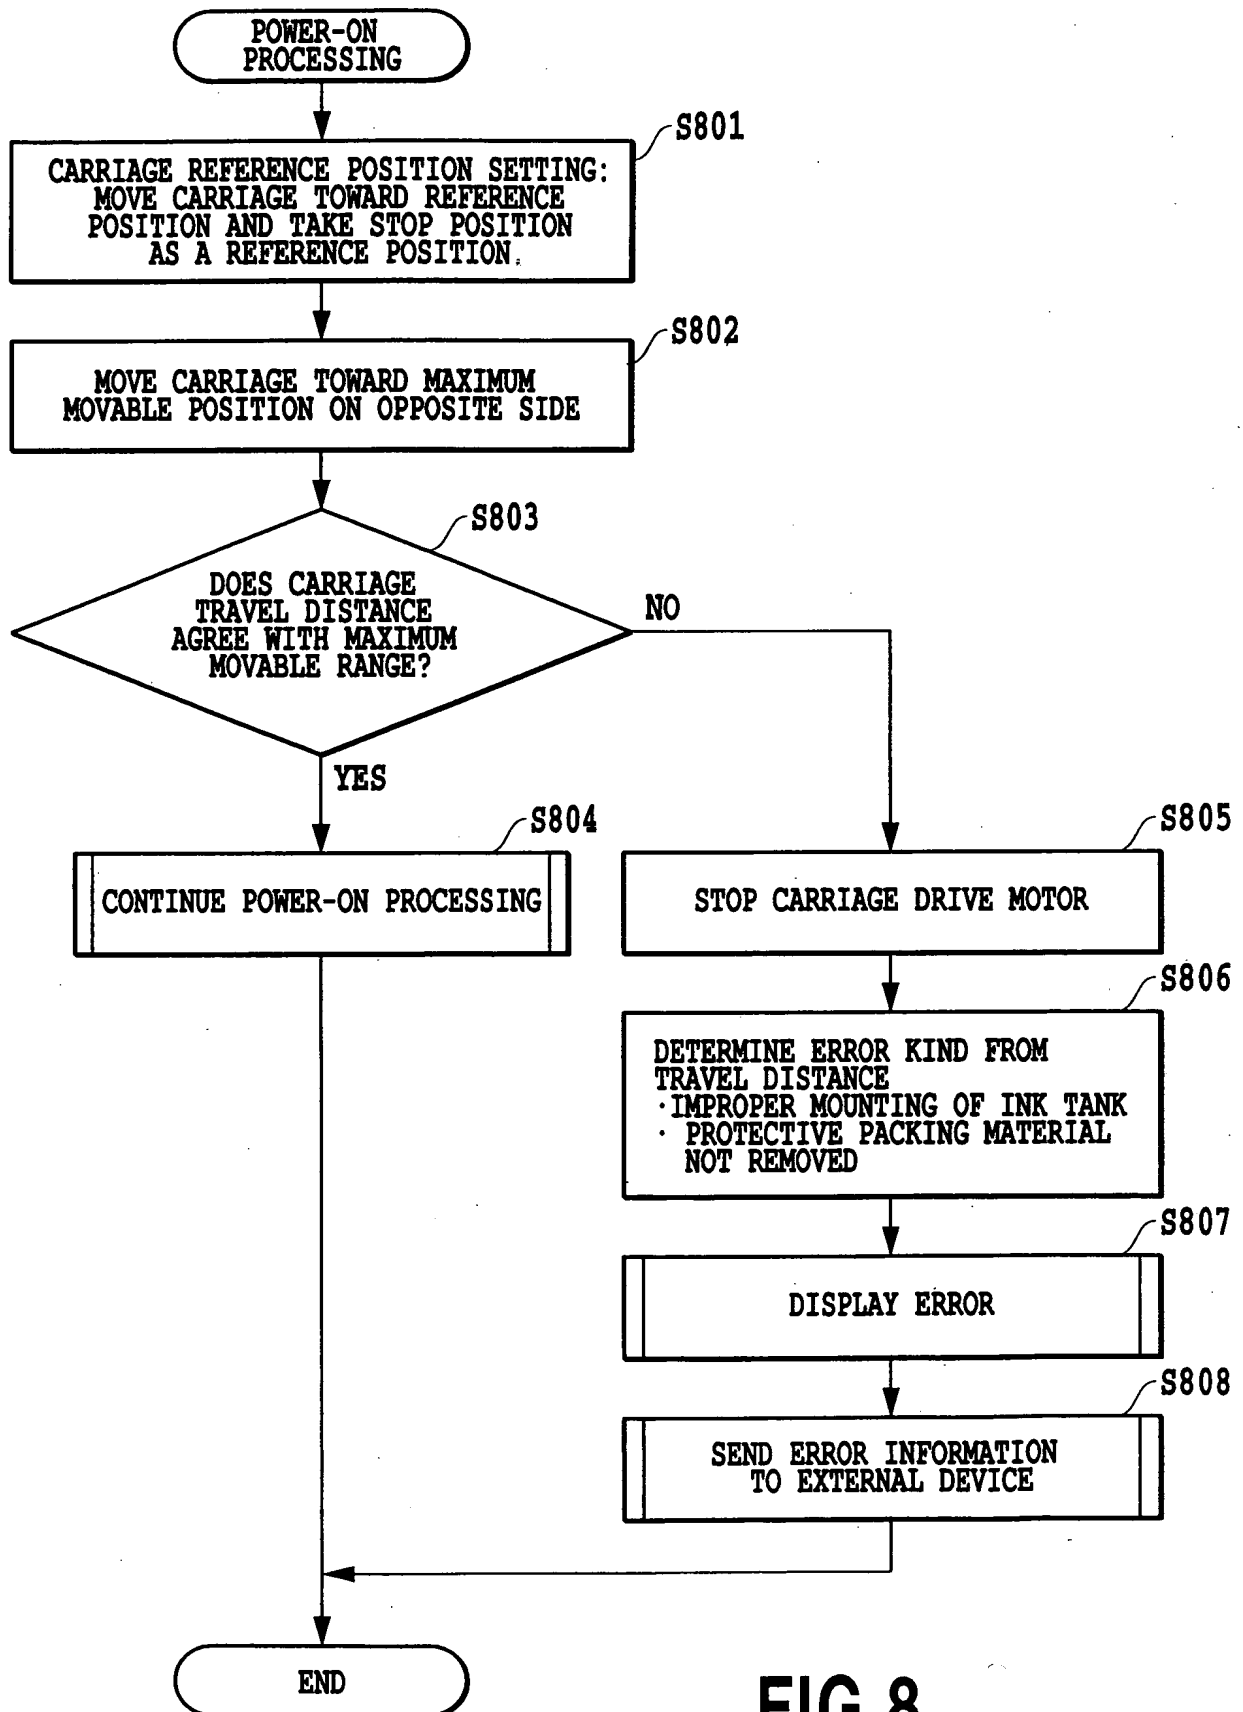 POWER-ON
PROCESSING
S801
CARRIAGE REFERENCE POSITION SETTING:
MOVE CARRIAGE TOWARD REFERENCE
POSITION AND TAKE STOP POSITION
AS A REFERENCE POSITION.
S802
MOVE CARRIAGE TOWARD MAXIMUM
MOVABLE POSITION ON OPPOSITE SIDE
S803
DOES CARRIAGE
TRAVEL DISTANCE
AGREE WITH MAXIMUM
MOVABLE RANGE?
NO
YES
S804
CONTINUE POWER-ON PROCESSING
S805
STOP CARRIAGE DRIVE MOTOR
S806
DETERMINE ERROR KIND FROM
TRAVEL DISTANCE
·IMPROPER MOUNTING OF INK TANK
· PROTECTIVE PACKING MATERIAL
NOT REMOVED
S807
DISPLAY ERROR
S808
SEND ERROR INFORMATION
TO EXTERNAL DEVICE
END
FIG.8